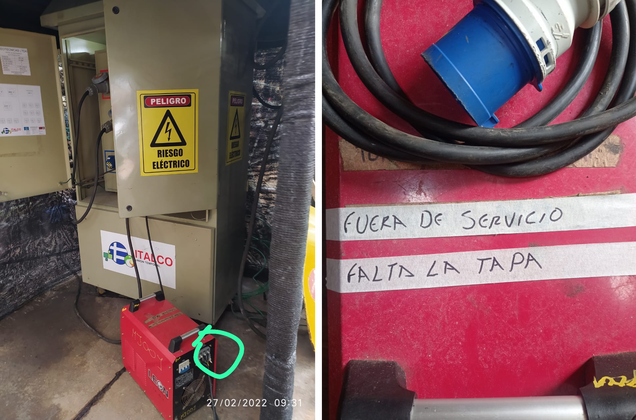 PELIGRO
RIESGO
ELÉCTRICO
ITALCO
27/02/2022 09:31
FUERA DE SERVICIO
FALTA LA TAPA